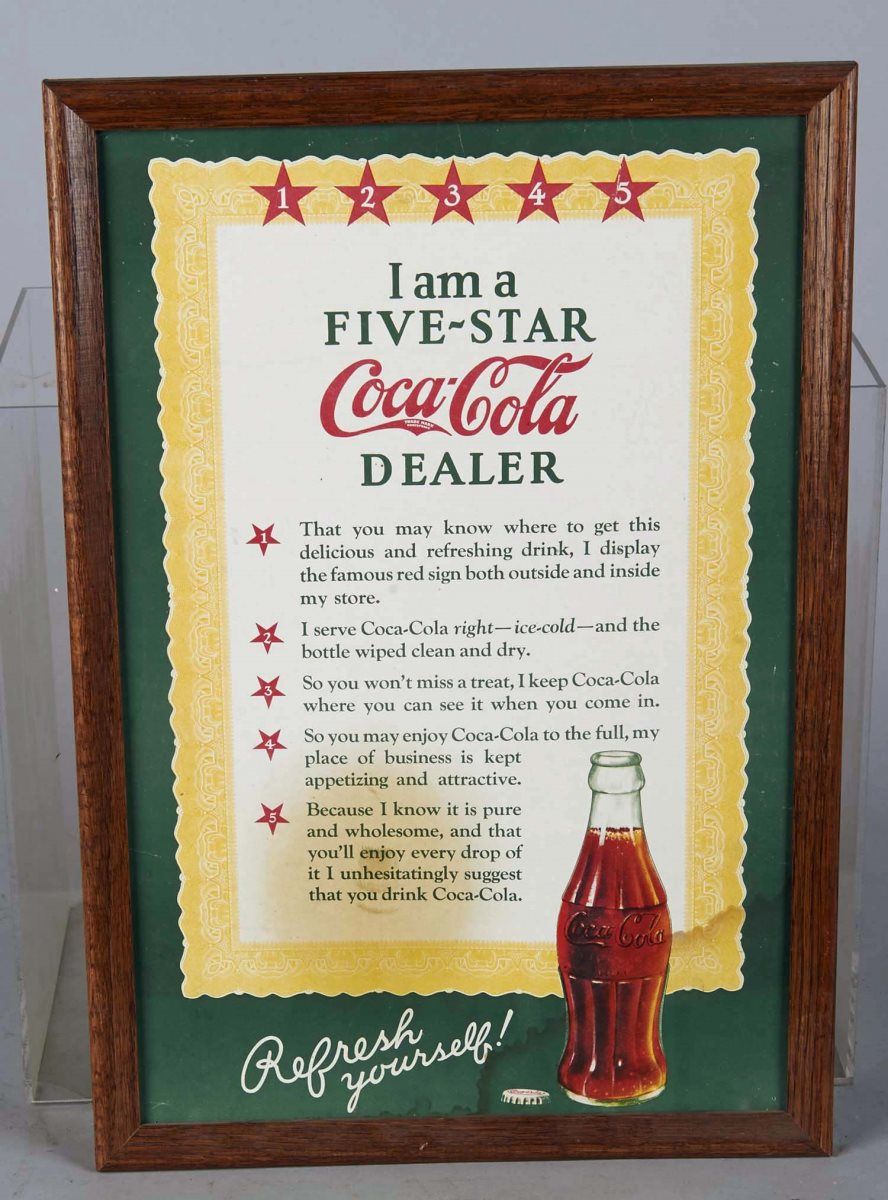 1 2 3 4 5
I am a
FIVE~STAR
Coca-Cola
DEALER
1 That you may know where to get this
delicious and refreshing drink, I display
the famous red sign both outside and inside
my store.
2 I serve Coca-Cola right—ice-cold—and the
bottle wiped clean and dry.
3 So you won't miss a treat, I keep Coca-Cola
where you can see it when you come in.
4 So you may enjoy Coca-Cola to the full, my
place of business is kept
appetizing and attractive.
5 Because I know it is pure
and wholesome, and that
you'll enjoy every drop of
it I unhesitatingly suggest
that you drink Coca-Cola.
Coca Cola
Refresh
yourself!